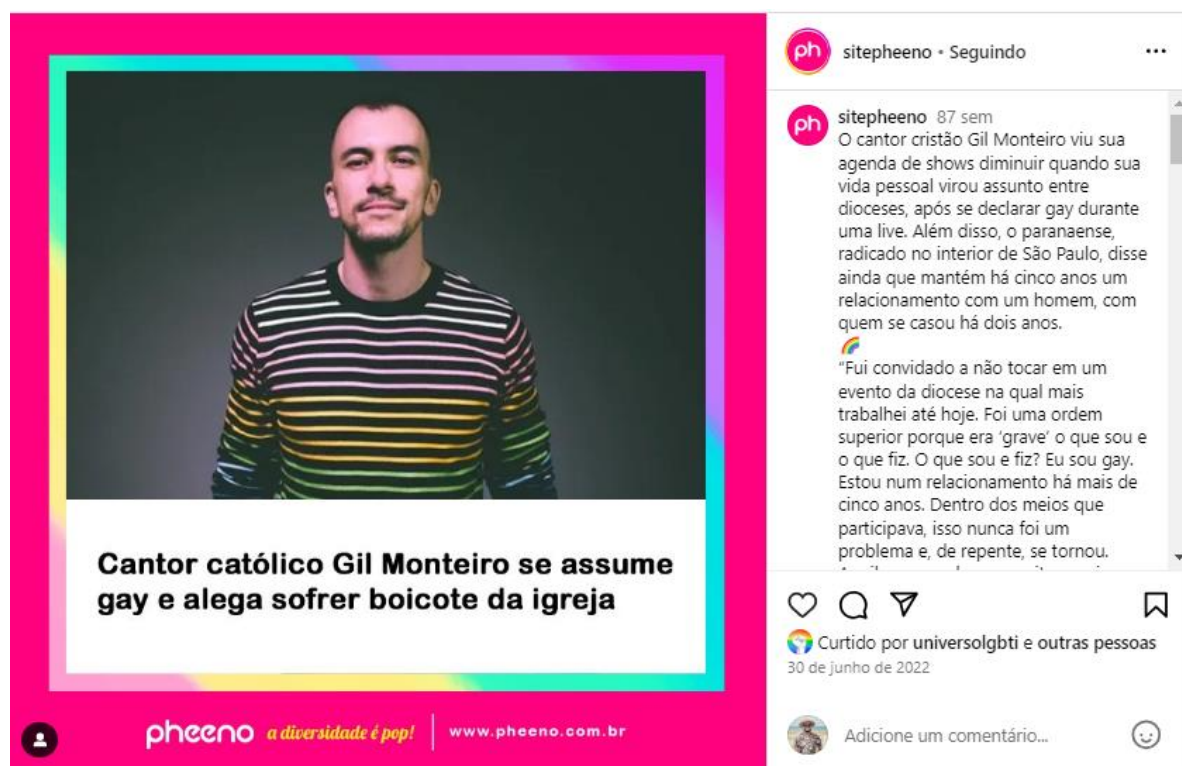 Cantor católico Gil Monteiro se assume
gay e alega sofrer boicote da igreja
pheeno a diversidade é pop! www.pheeno.com.br
ph sitepheeno • Seguindo
ph sitepheeno 87 sem
O cantor cristão Gil Monteiro viu sua
agenda de shows diminuir quando sua
vida pessoal virou assunto entre
dioceses, após se declarar gay durante
uma live. Além disso, o paranaense,
radicado no interior de São Paulo, disse
ainda que mantém há cinco anos um
relacionamento com um homem, com
quem se casou há dois anos.
"Fui convidado a não tocar em um
evento da diocese na qual mais
trabalhei até hoje. Foi uma ordem
superior porque era 'grave' o que sou e
o que fiz. O que sou e fiz? Eu sou gay.
Estou num relacionamento há mais de
cinco anos. Dentro dos meios que
participava, isso nunca foi um
problema e, de repente, se tornou.
Curtido por universolgbti e outras pessoas
30 de junho de 2022
Adicione um comentário...